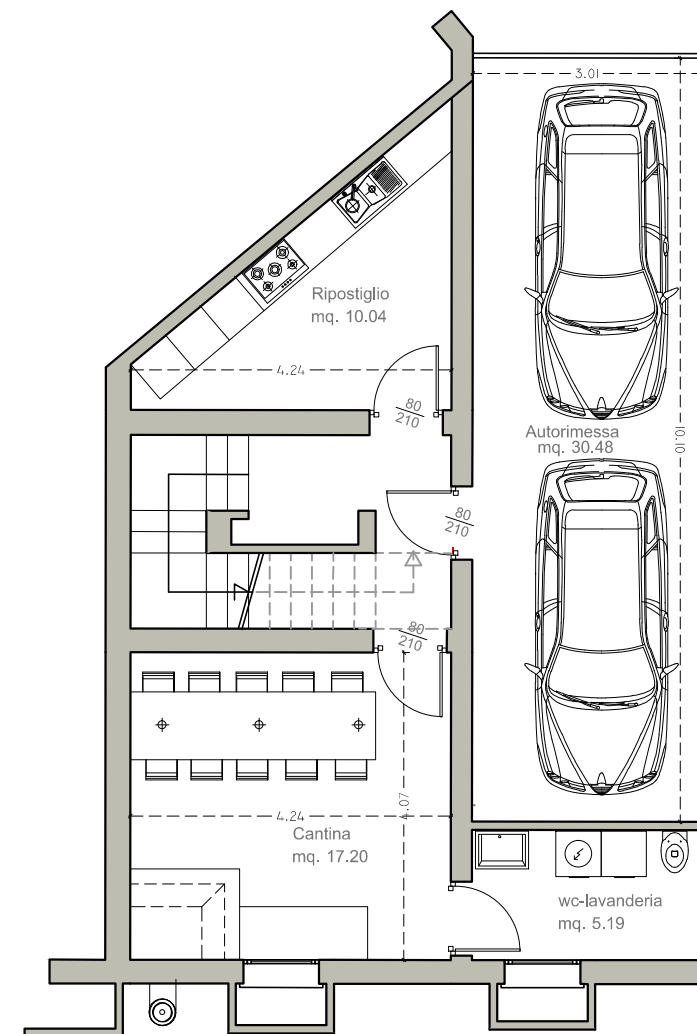 3.01
Ripostiglio
mq. 10.04
4.24
80
210
Autorimessa
mq. 30.48
10.10
80
210
80
210
4.07
4.24
Cantina
mq. 17.20
wc-lavanderia
mq. 5.19